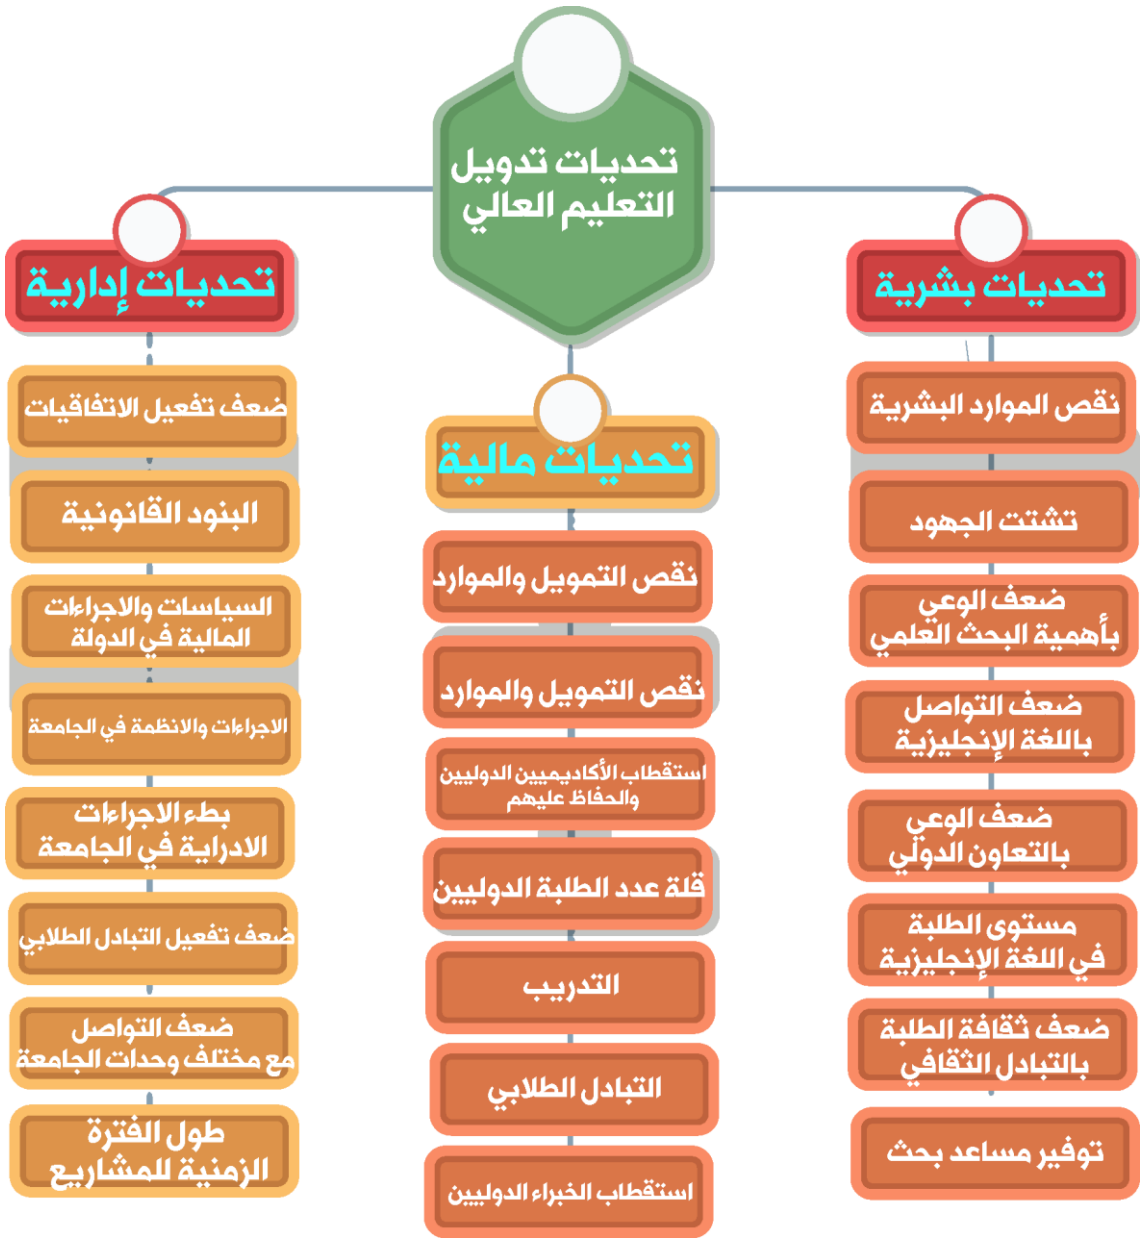 تحديات تدويل
التعليم العالي
تحديات بشرية
نقص الموارد البشرية
تشتت الجهود
ضعف الوعي
بأهمية البحث العلمي
ضعف التواصل
باللغة الإنجليزية
ضعف الوعي
بالتعاون الدولي
مستوى الطلبة
في اللغة الإنجليزية
ضعف ثقافة الطلبة
بالتبادل الثقافي
توفير مساعد بحث
تحديات مالية
نقص التمويل والموارد
نقص التمويل والموارد
استقطاب الأكاديميين الدوليين
والحفاظ عليهم
قلة عدد الطلبة الدوليين
التدريب
التبادل الطلابي
استقطاب الخبراء الدوليين
تحديات إدارية
ضعف تفعيل الاتفاقيات
البنود القانونية
السياسات والاجراءات
المالية في الدولة
الاجراءات والانظمة في الجامعة
بطء الاجراءات
الادراية في الجامعة
ضعف تفعيل التبادل الطلابي
ضعف التواصل
مع مختلف وحدات الجامعة
طول الفترة
الزمنية للمشاريع